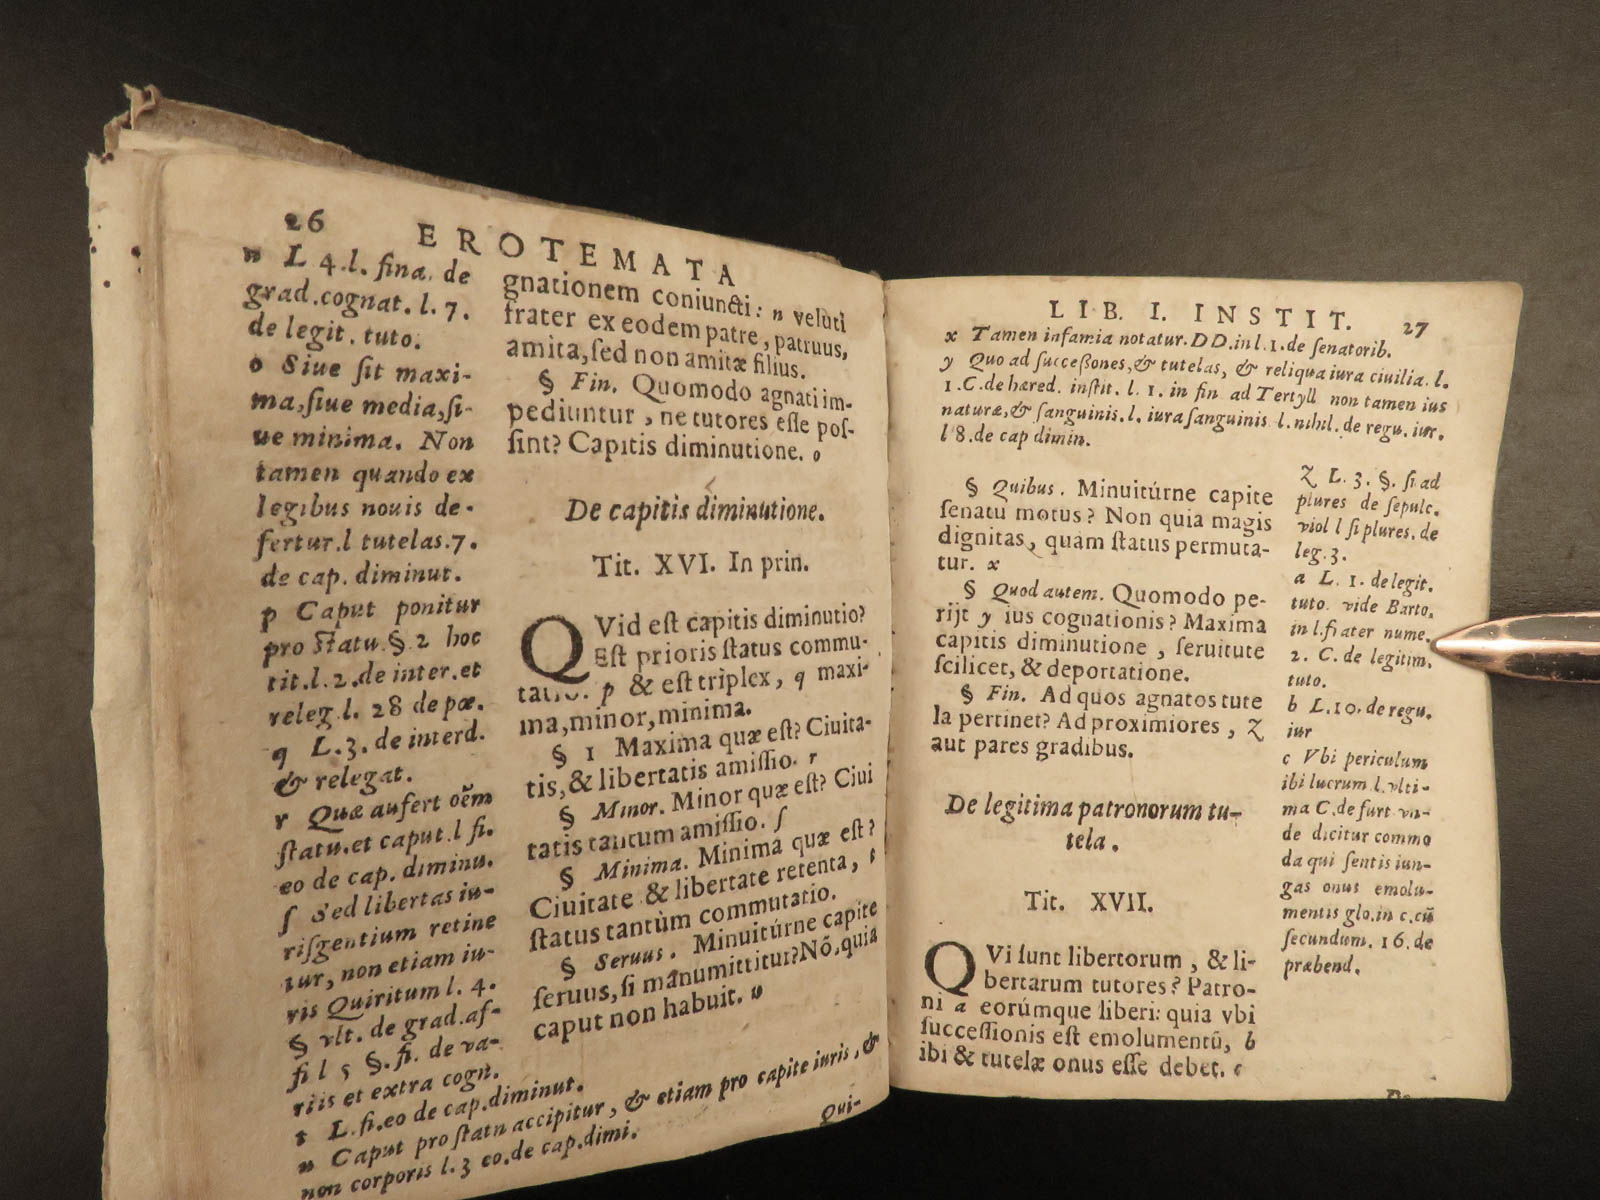 26 EROTEMATA
n L 4.l. fina. de
grad.cognat. l. 7.
de legit. tuto.
o Siue ſit maxi-
ma, ſiue media, ſi-
ue minima. Non
tamen quando ex
legibus nouis de-
fertur.l tutelas.7.
de cap. diminut.
p Caput ponitur
pro ſtatu.§.2 hoc
tit.l.2.de inter.et
releg.l. 28 de pœ.
q L.3. de interd.
& relegat.
r Quæ aufert oẽm
ſtatu.et caput.l fi.
eo de cap. diminu.
ſ Sed libertas in-
riſgentium retine
tur, non etiam iu-
ris Quiritum l. 4.
§ vlt. de grad.af-
fi l 5 §. fi. de va-
riis et extra cogn.
t L.fi.eo de cap.diminut.
u Caput pro ſtatu accipitur, & etiam pro capite iuris, &
non corporis l.3 eo.de cap.dimi.
gnationem coniuncti: n veluti
frater ex eodem patre, patruus,
amita, ſed non amitæ filius.
§ Fin. Quomodo agnati im-
pediuntur, ne tutores eſſe poſ-
ſint? Capitis diminutione. o
De capitis diminutione.
Tit. XVI. In prin.
QVid eſt capitis diminutio?
Eſt prioris ſtatus commu-
tatio. p & eſt triplex, q maxi-
ma, minor, minima.
§ 1 Maxima quæ eſt? Ciuita-
tis, & libertatis amiſſio. r
§ Minor. Minor quæ eſt? Ciui
tatis tantum amiſſio. ſ
§ Minima. Minima quæ eſt?
Ciuitate & libertate retenta, t
ſtatus tantùm commutatio.
§ Seruus. Minuitúrne capite
ſeruus, ſi manumittitur? Nõ, quia
caput non habuit. u
Qui-
LIB. I. INSTIT. 27
x Tamen infamia notatur. DD.in l.1.de ſenatorib.
y Quo ad ſucceſſiones, & tutelas, & reliqua iura ciuilia. l.
1.C.de hæred. inſtit. l. 1. in fin ad Tertyll non tamen ius
naturæ, & ſanguinis. l. iura ſanguinis l.nihil. de regu. iur.
l 8.de cap dimin.
§ Quibus. Minuitúrne capite
ſenatu motus? Non quia magis
dignitas, quàm ſtatus permuta-
tur. x
§ Quod autem. Quomodo pe-
rijt y ius cognationis? Maxima
capitis diminutione, ſeruitute
ſcilicet, & deportatione.
§ Fin. Ad quos agnatos tute
la pertinet? Ad proximiores, z
aut pares gradibus.
De legitima patronorum tu-
tela.
Tit. XVII.
QVi ſunt libertorum, & li-
bertarum tutores? Patro-
ni a eorúmque liberi: quia vbi
ſucceſſionis eſt emolumentũ, b
ibi & tutelæ onus eſſe debet. c
z L. 3. §. ſi ad
plures de ſepulc.
viol l ſi plures. de
leg.3.
a L. 1. de legit.
tuto. vide Barto.
in l.frater nume.
2. C. de legitim.
tuto.
b L.10.de regu.
iur
c Vbi periculum
ibi lucrum l.vlti-
ma C.de furt vn-
de dicitur commo
da qui ſentis iun-
gas onus emolu-
mentis glo.in c.cũ
ſecundum. 16. de
præbend.